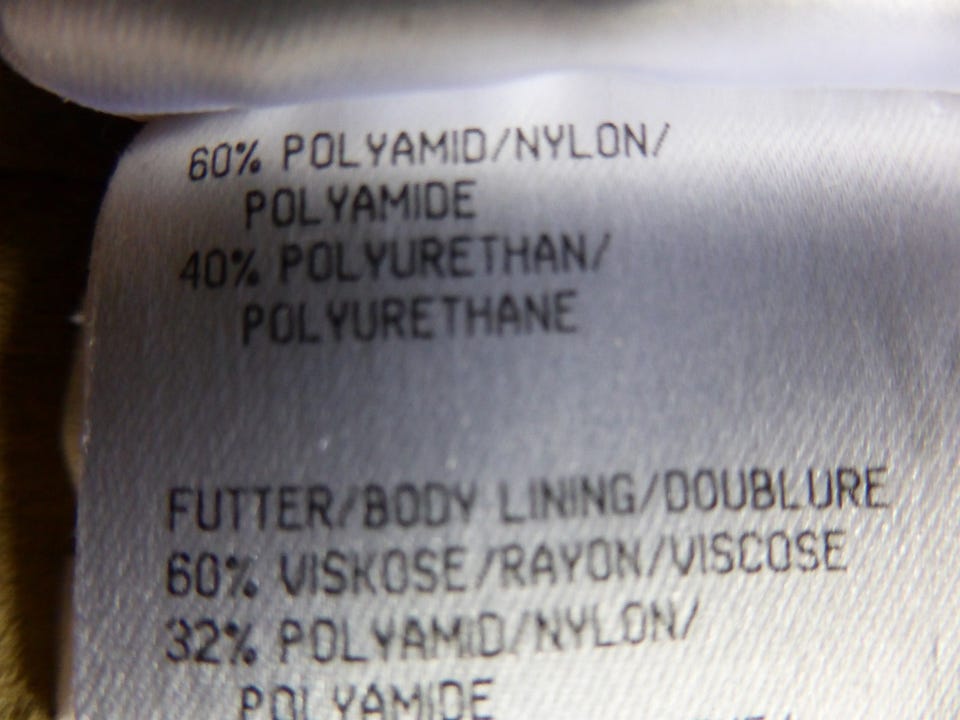 60% POLYAMID/NYLON/
POLYAMIDE
40% POLYURETHAN/
POLYURETHANE
FUTTER/BODY LINING/DOUBLURE
60% VISKOSE/RAYON/VISCOSE
32% POLYAMID/NYLON/
POLYAMIDE